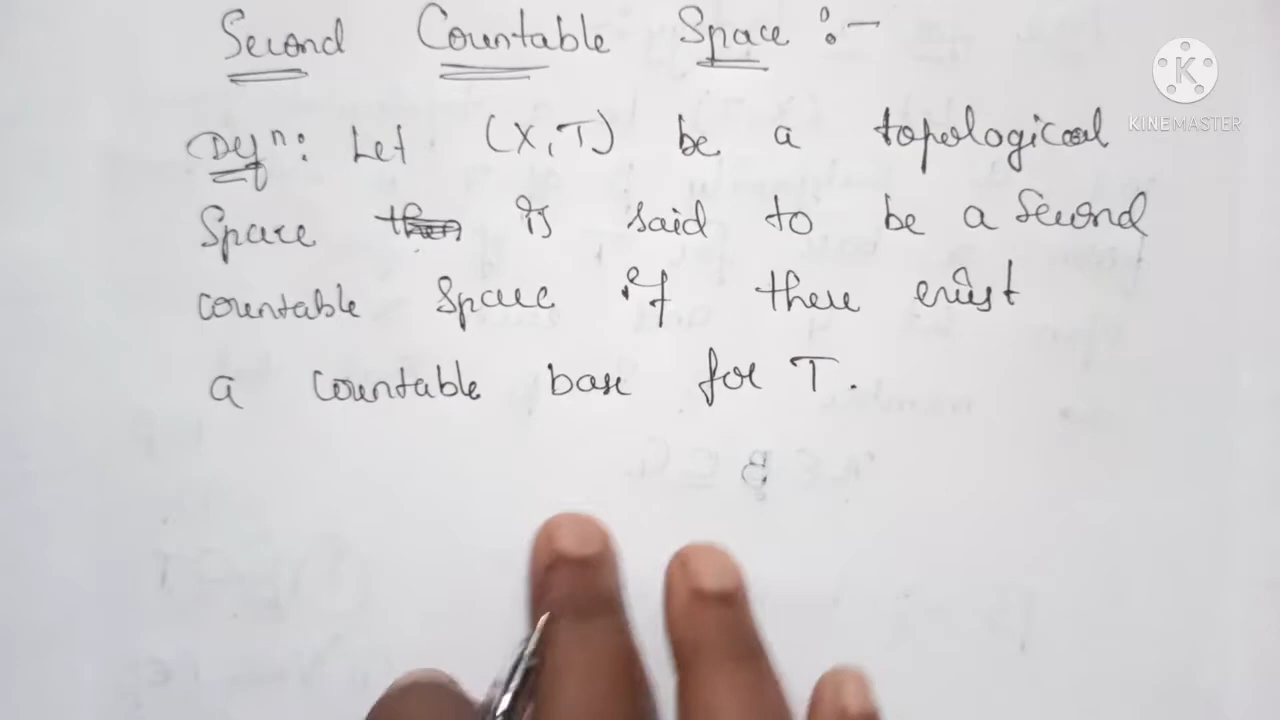 Second Countable Space :-
Defn: Let (X,T) be a topological
Space then is said to be a Second
countable Space if there exist
a countable base for T.
B
KINEMASTER